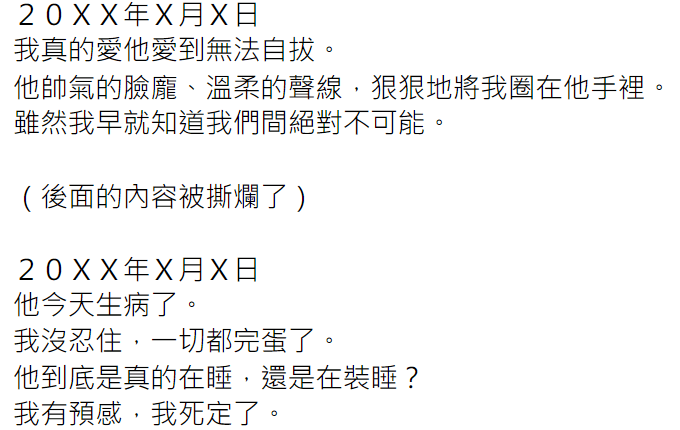 ２０ＸＸ年Ｘ月Ｘ日
我真的愛他愛到無法自拔。
他帥氣的臉龐、溫柔的聲線，狠狠地將我圈在他手裡。
雖然我早就知道我們間絕對不可能。
（後面的內容被撕爛了）
２０ＸＸ年Ｘ月Ｘ日
他今天生病了。
我沒忍住，一切都完蛋了。
他到底是真的在睡，還是在裝睡？
我有預感，我死定了。